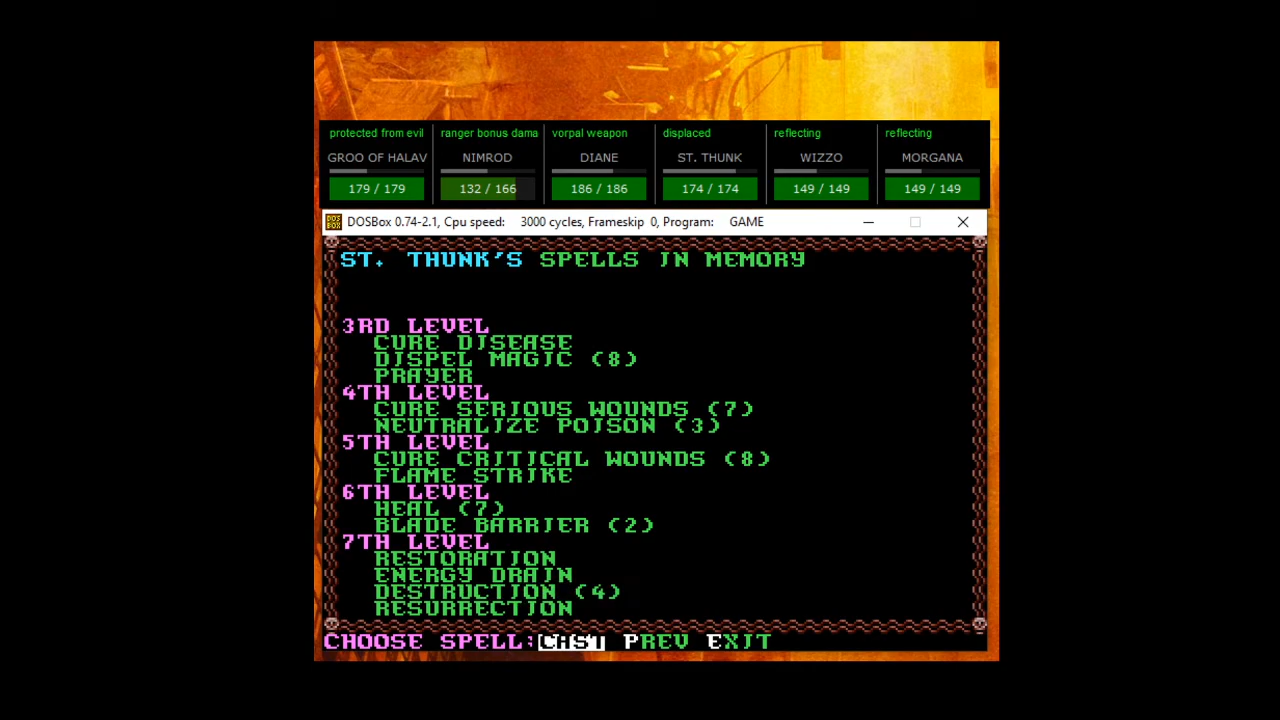 protected from evil ranger bonus dama vorpal weapon displaced reflecting reflecting
GROO OF HALAV NIMROD DIANE ST. THUNK WIZZO MORGANA
179 / 179 132 / 166 186 / 186 174 / 174 149 / 149 149 / 149
DOSBox 0.74-2.1, Cpu speed: 3000 cycles, Frameskip 0, Program: GAME
ST. THUNK'S SPELLS IN MEMORY
3RD LEVEL
CURE DISEASE
DISPEL MAGIC (8)
PRAYER
4TH LEVEL
CURE SERIOUS WOUNDS (7)
NEUTRALIZE POISON (3)
5TH LEVEL
CURE CRITICAL WOUNDS (8)
FLAME STRIKE
6TH LEVEL
HEAL (7)
BLADE BARRIER (2)
7TH LEVEL
RESTORATION
ENERGY DRAIN
DESTRUCTION (4)
RESURRECTION
CHOOSE SPELL: CAST PREV EXIT